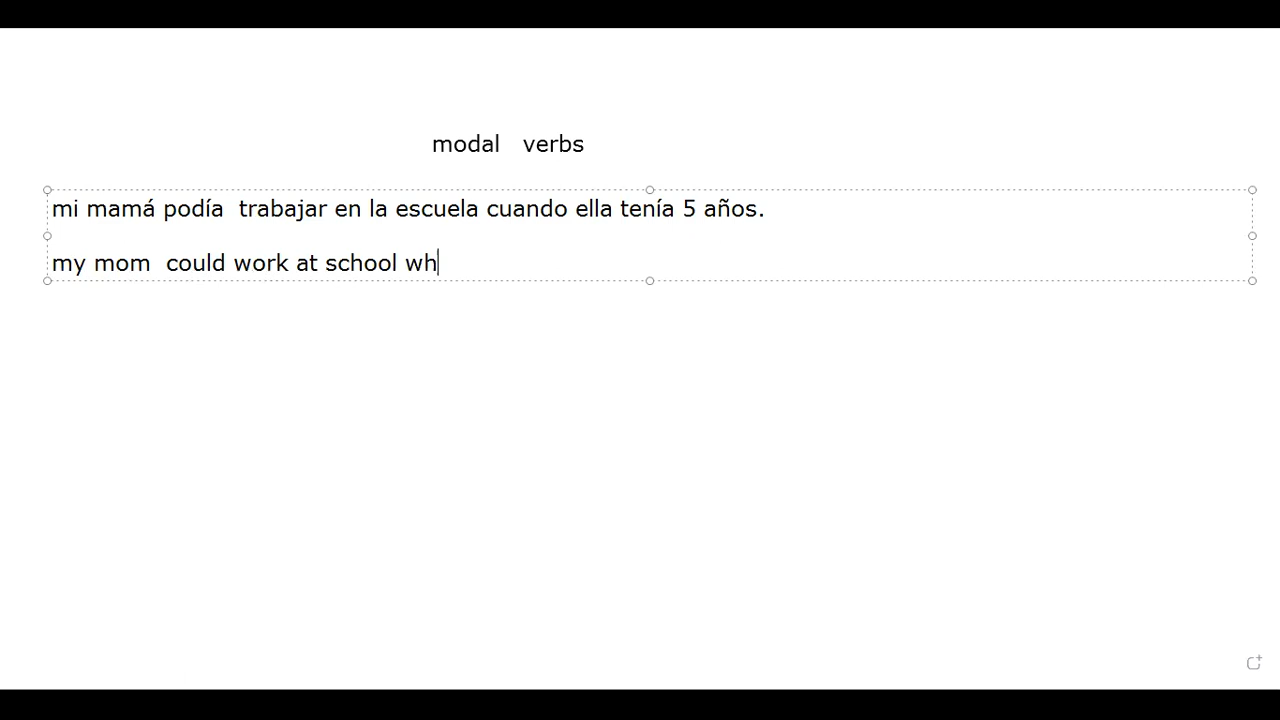 modal verbs
mi mamá podía trabajar en la escuela cuando ella tenía 5 años.
my mom could work at school wh